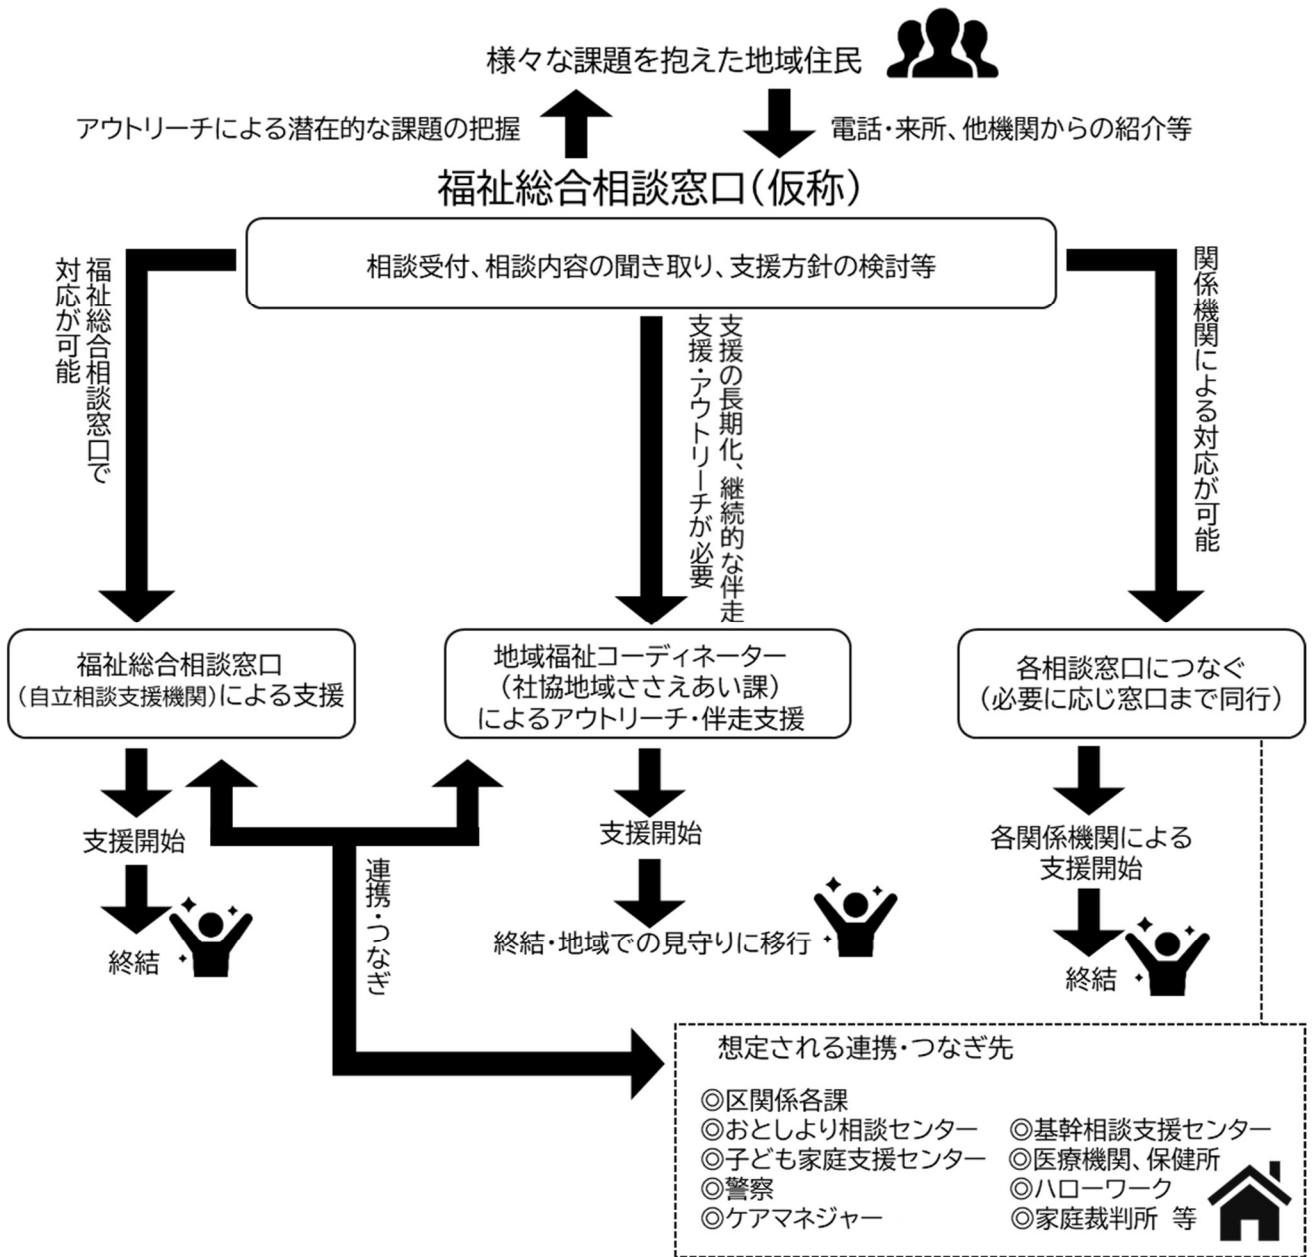 様々な課題を抱えた地域住民
アウトリーチによる潜在的な課題の把握
電話・来所、他機関からの紹介等
福祉総合相談窓口(仮称)
相談受付、相談内容の聞き取り、支援方針の検討等
福祉総合相談窓口で
対応が可能
支援の長期化、継続的な伴走
支援・アウトリーチが必要
関係機関による対応が可能
福祉総合相談窓口
(自立相談支援機関)による支援
地域福祉コーディネーター
(社協地域ささえあい課)
によるアウトリーチ・伴走支援
各相談窓口につなぐ
(必要に応じ窓口まで同行)
支援開始
終結
連携・つなぎ
支援開始
終結・地域での見守りに移行
各関係機関による
支援開始
終結
想定される連携・つなぎ先
◎区関係各課
◎おとしより相談センター
◎子ども家庭支援センター
◎警察
◎ケアマネジャー
◎基幹相談支援センター
◎医療機関、保健所
◎ハローワーク
◎家庭裁判所 等